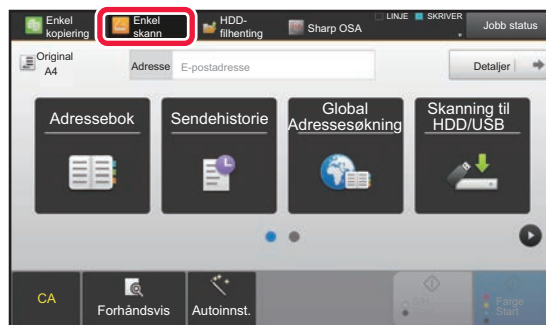 Enkel
kopiering
Enkel
skann
HDD-
filhenting
Sharp OSA
LINJE
SKRIVER
Jobb status
Original
A4
Adresse
E-postadresse
Detaljer
Adressebok
Sendehistorie
Global
Adressesøkning
Skanning til
HDD/USB
CA
Forhåndsvis
Autoinnst.
Farge
Start